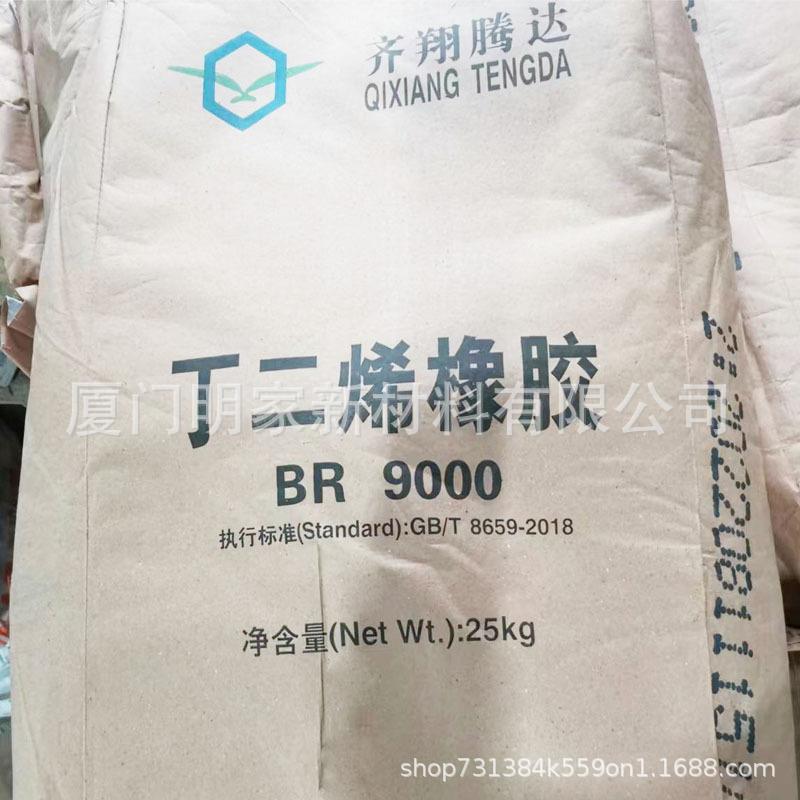 齐翔腾达
QIXIANG TENGDA
丁二烯橡胶
厦门明家新材料有限公司
BR 9000
执行标准(Standard):GB/T 8659-2018
净含量(Net Wt.):25kg
shop731384k559on1.1688.com